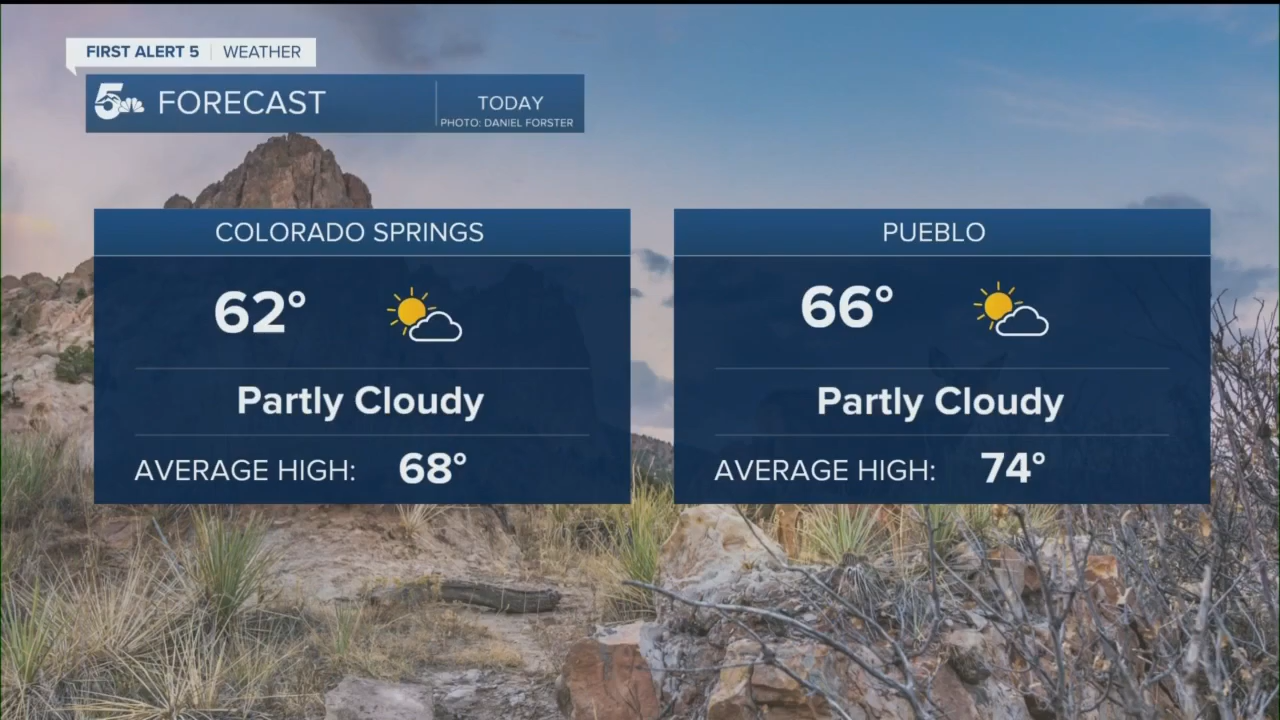 FIRST ALERT 5 | WEATHER
5 FORECAST
TODAY
PHOTO: DANIEL FORSTER
COLORADO SPRINGS
62°
Partly Cloudy
AVERAGE HIGH: 68°
PUEBLO
66°
Partly Cloudy
AVERAGE HIGH: 74°